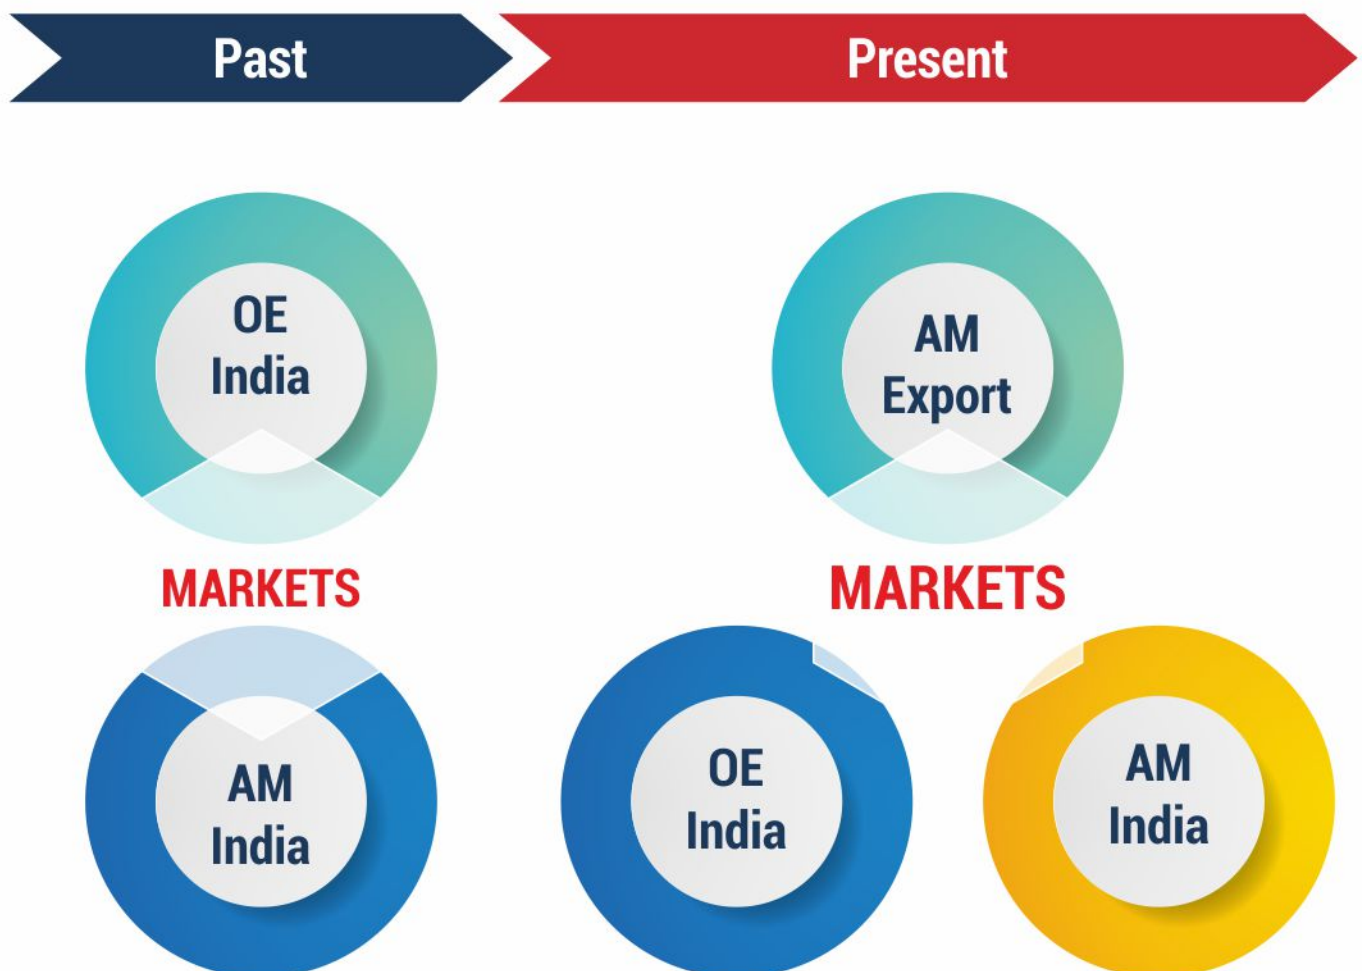 Past
Present
OE
India
AM
Export
MARKETS
MARKETS
AM
India
OE
India
AM
India